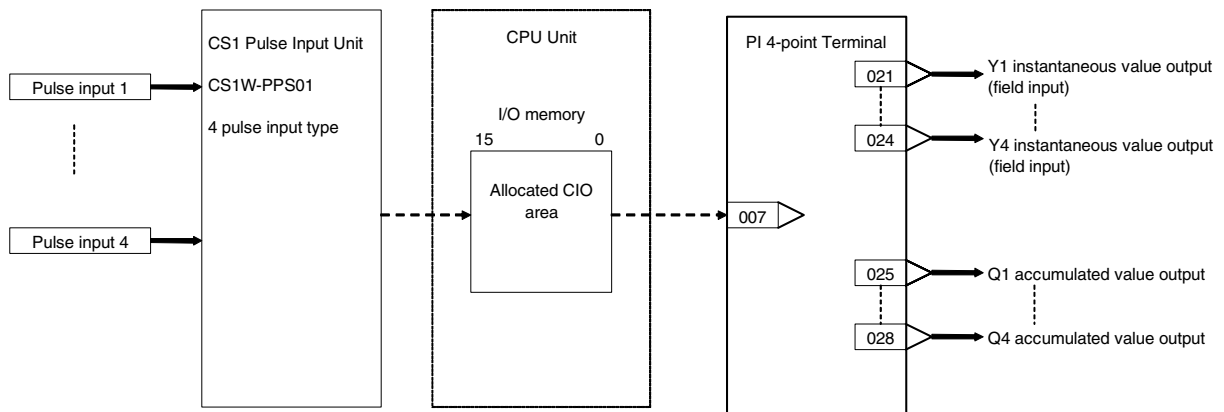 CS1 Pulse Input Unit
CS1W-PPS01
4 pulse input type
Pulse input 1
Pulse input 4
CPU Unit
I/O memory
15 0
Allocated CIO
area
PI 4-point Terminal
007
021
024
025
028
Y1 instantaneous value output
(field input)
Y4 instantaneous value output
(field input)
Q1 accumulated value output
Q4 accumulated value output